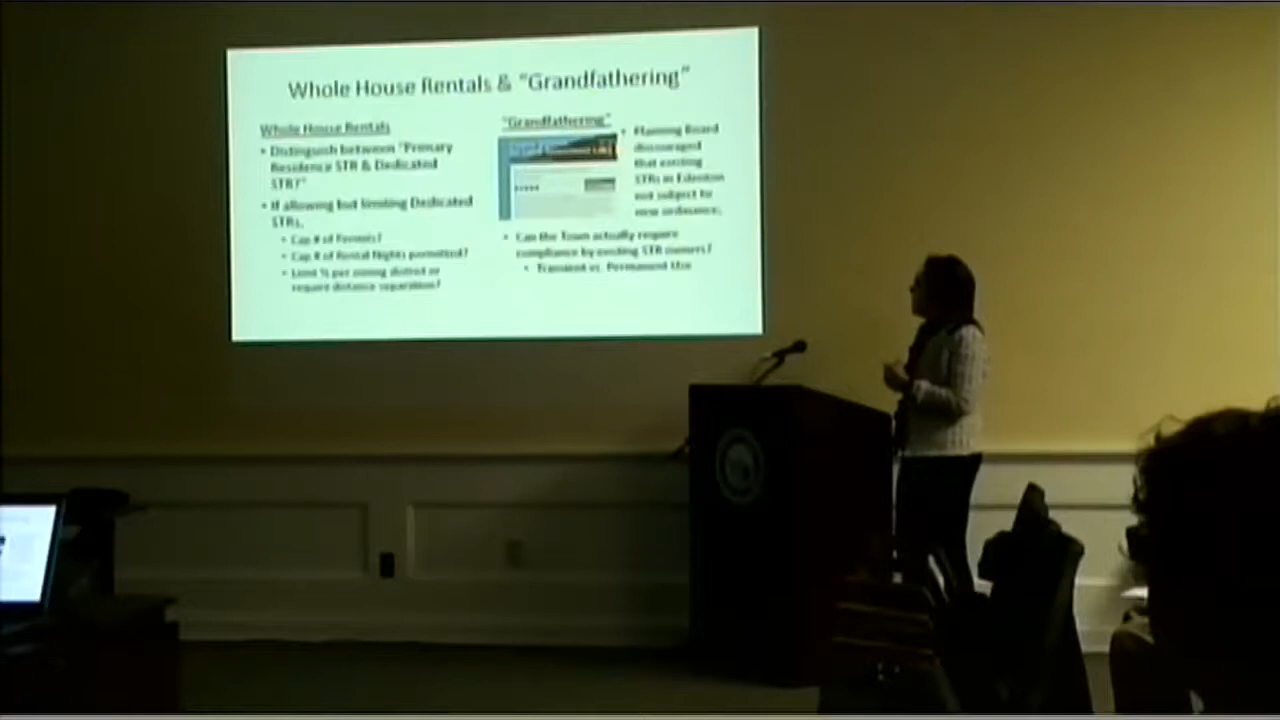 Whole House Rentals & "Grandfathering"
Whole House Rentals
• Distinguish between "Primary
Residence STR & Dedicated
STR?"
• If allowing but limiting Dedicated
STRs,
• Cap # of Permits?
• Cap # of Rental Nights permitted?
• Limit % per zoning district or
require distance separation?
"Grandfathering"
• Planning Board
discouraged
that existing
STRs in Edenton
not subject to
new ordinance.
• Can the Town actually require
compliance by existing STR owners?
• Transient vs. Permanent Use